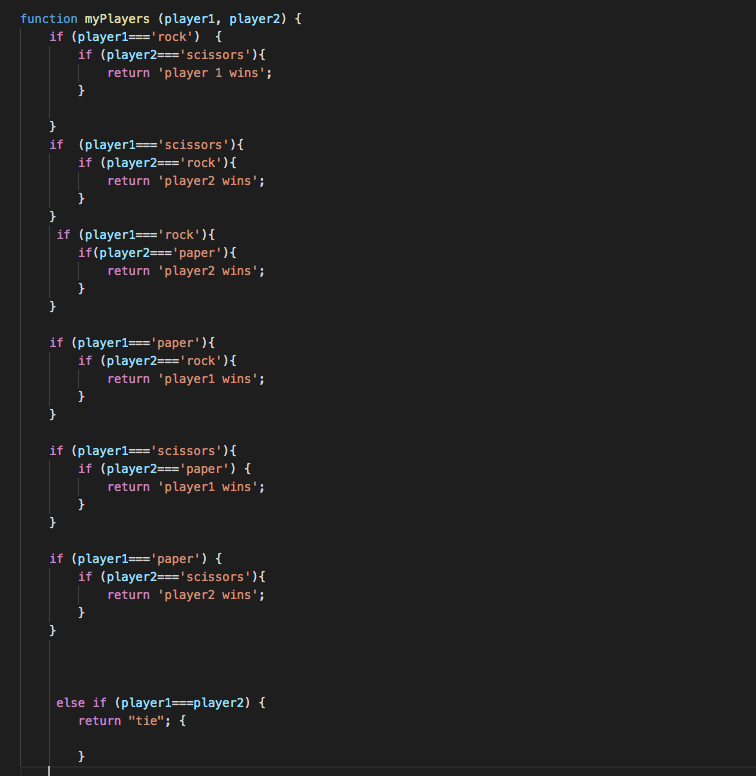 function myPlayers (player1, player2) {
    if (player1==='rock')  {
        if (player2==='scissors'){
            return 'player 1 wins';
        }
    }
    if  (player1==='scissors'){
        if (player2==='rock'){
            return 'player2 wins';
        }
    }
     if (player1==='rock'){
        if(player2==='paper'){
            return 'player2 wins';
        }
    }
    if (player1==='paper'){
        if (player2==='rock'){
            return 'player1 wins';
        }
    }
    if (player1==='scissors'){
        if (player2==='paper') {
            return 'player1 wins';
        }
    }
    if (player1==='paper') {
        if (player2==='scissors'){
            return 'player2 wins';
        }
    }
     else if (player1===player2) {
        return "tie"; {
        }